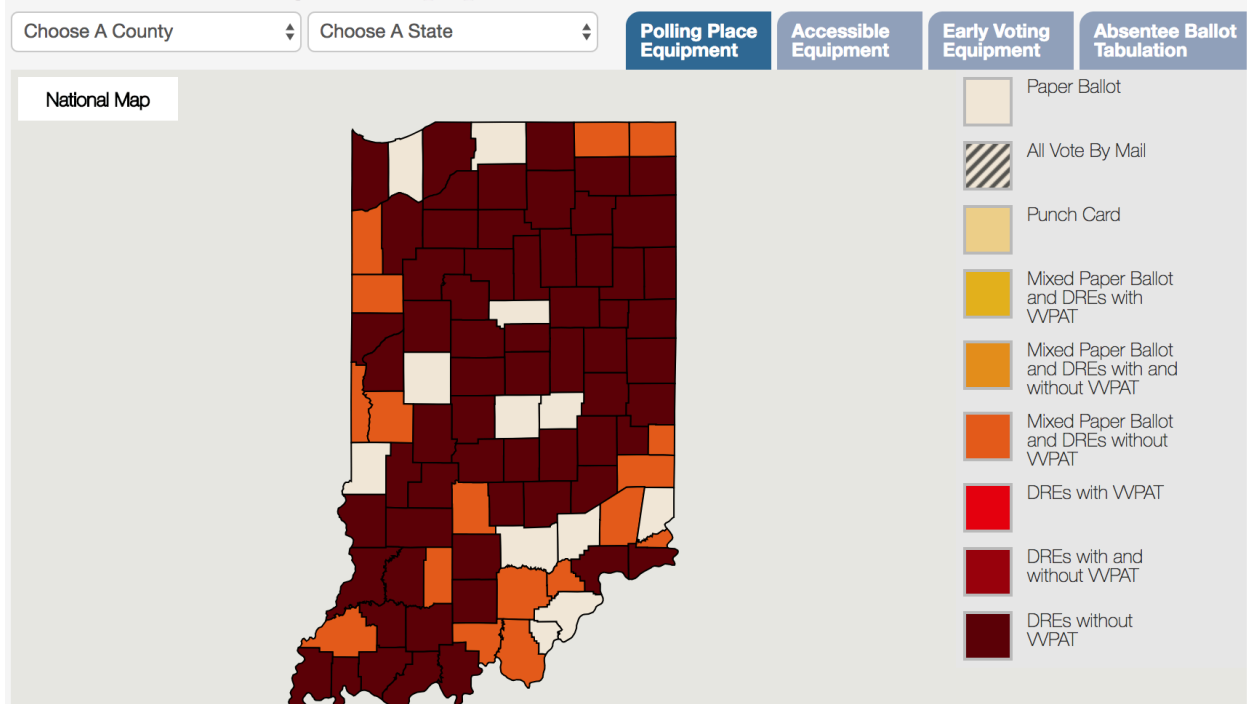 Choose A County
Choose A State
Polling Place
Equipment
Accessible
Equipment
Early Voting
Equipment
Absentee Ballot
Tabulation
National Map
Paper Ballot
All Vote By Mail
Punch Card
Mixed Paper Ballot
and DREs with
VVPAT
Mixed Paper Ballot
and DREs with and
without VVPAT
Mixed Paper Ballot
and DREs without
VVPAT
DREs with VVPAT
DREs with and
without VVPAT
DREs without
VVPAT